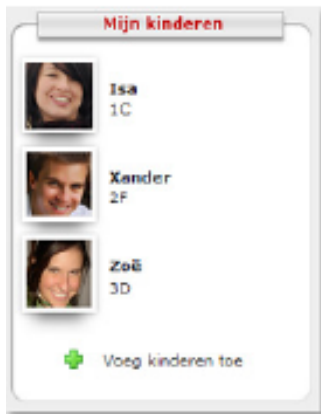 Mijn kinderen
Isa
1C
Xander
2F
Zoë
3D
Voeg kinderen toe